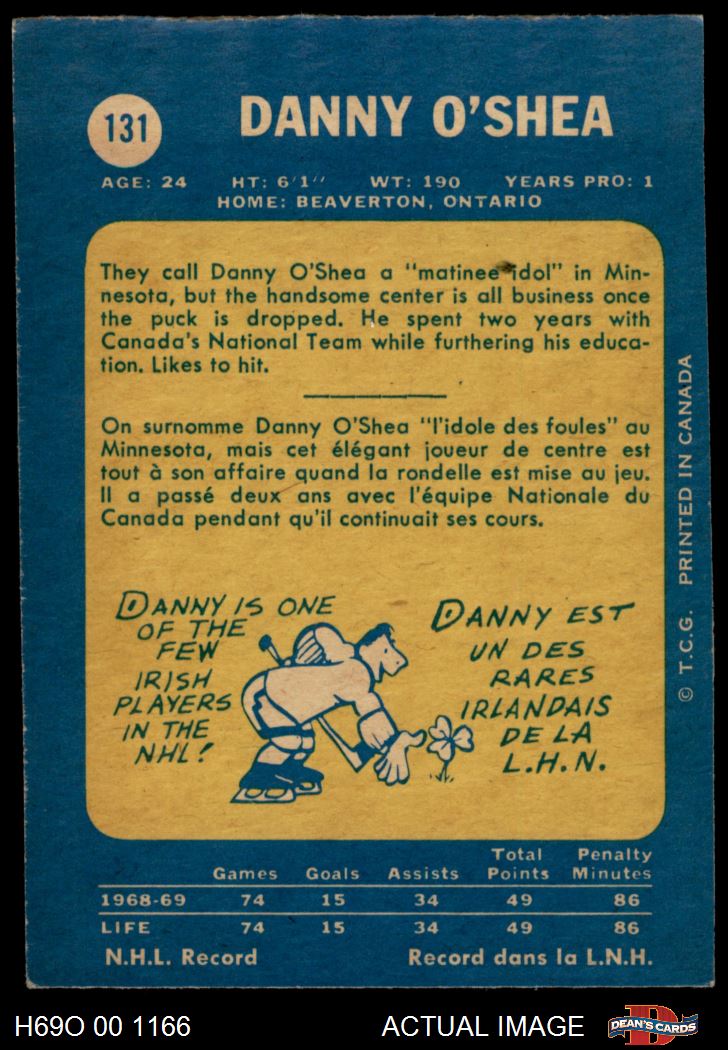 131
DANNY O'SHEA
AGE: 24 HT: 6'1'' WT: 190 YEARS PRO: 1
HOME: BEAVERTON, ONTARIO
They call Danny O'Shea a "matinee idol" in Min-
nesota, but the handsome center is all business once
the puck is dropped. He spent two years with
Canada's National Team while furthering his educa-
tion. Likes to hit.
On surnomme Danny O'Shea "l'idole des foules" au
Minnesota, mais cet élégant joueur de centre est
tout à son affaire quand la rondelle est mise au jeu.
Il a passé deux ans avec l'équipe Nationale du
Canada pendant qu'il continuait ses cours.
DANNY IS ONE
OF THE
FEW
IRISH
PLAYERS
IN THE
NHL!
DANNY EST
UN DES
RARES
IRLANDAIS
DE LA
L.H.N.
© T.C.G. PRINTED IN CANADA
Total Penalty
Games Goals Assists Points Minutes
1968-69 74 15 34 49 86
LIFE 74 15 34 49 86
N.H.L. Record Record dans la L.N.H.
H69O 00 1166 ACTUAL IMAGE DEAN'S CARDS